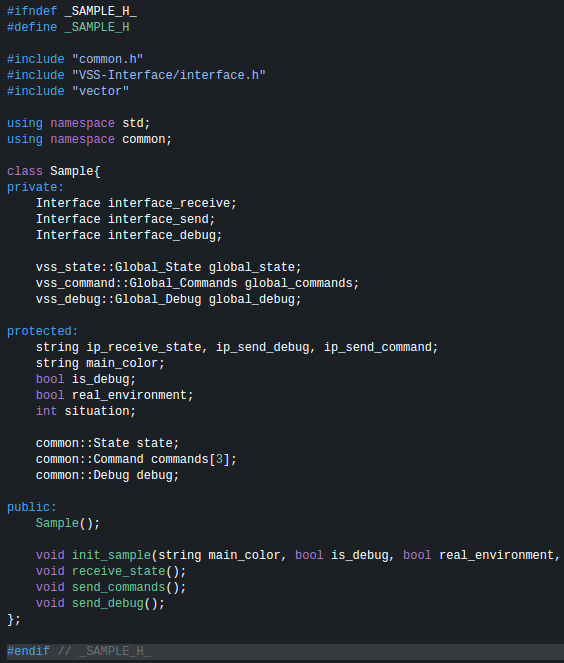 #ifndef _SAMPLE_H_
#define _SAMPLE_H
#include "common.h"
#include "VSS-Interface/interface.h"
#include "vector"
using namespace std;
using namespace common;
class Sample{
private:
Interface interface_receive;
Interface interface_send;
Interface interface_debug;
vss_state::Global_State global_state;
vss_command::Global_Commands global_commands;
vss_debug::Global_Debug global_debug;
protected:
string ip_receive_state, ip_send_debug, ip_send_command;
string main_color;
bool is_debug;
bool real_environment;
int situation;
common::State state;
common::Command commands[3];
common::Debug debug;
public:
Sample();
void init_sample(string main_color, bool is_debug, bool real_environment,
void receive_state();
void send_commands();
void send_debug();
};
#endif // _SAMPLE_H_